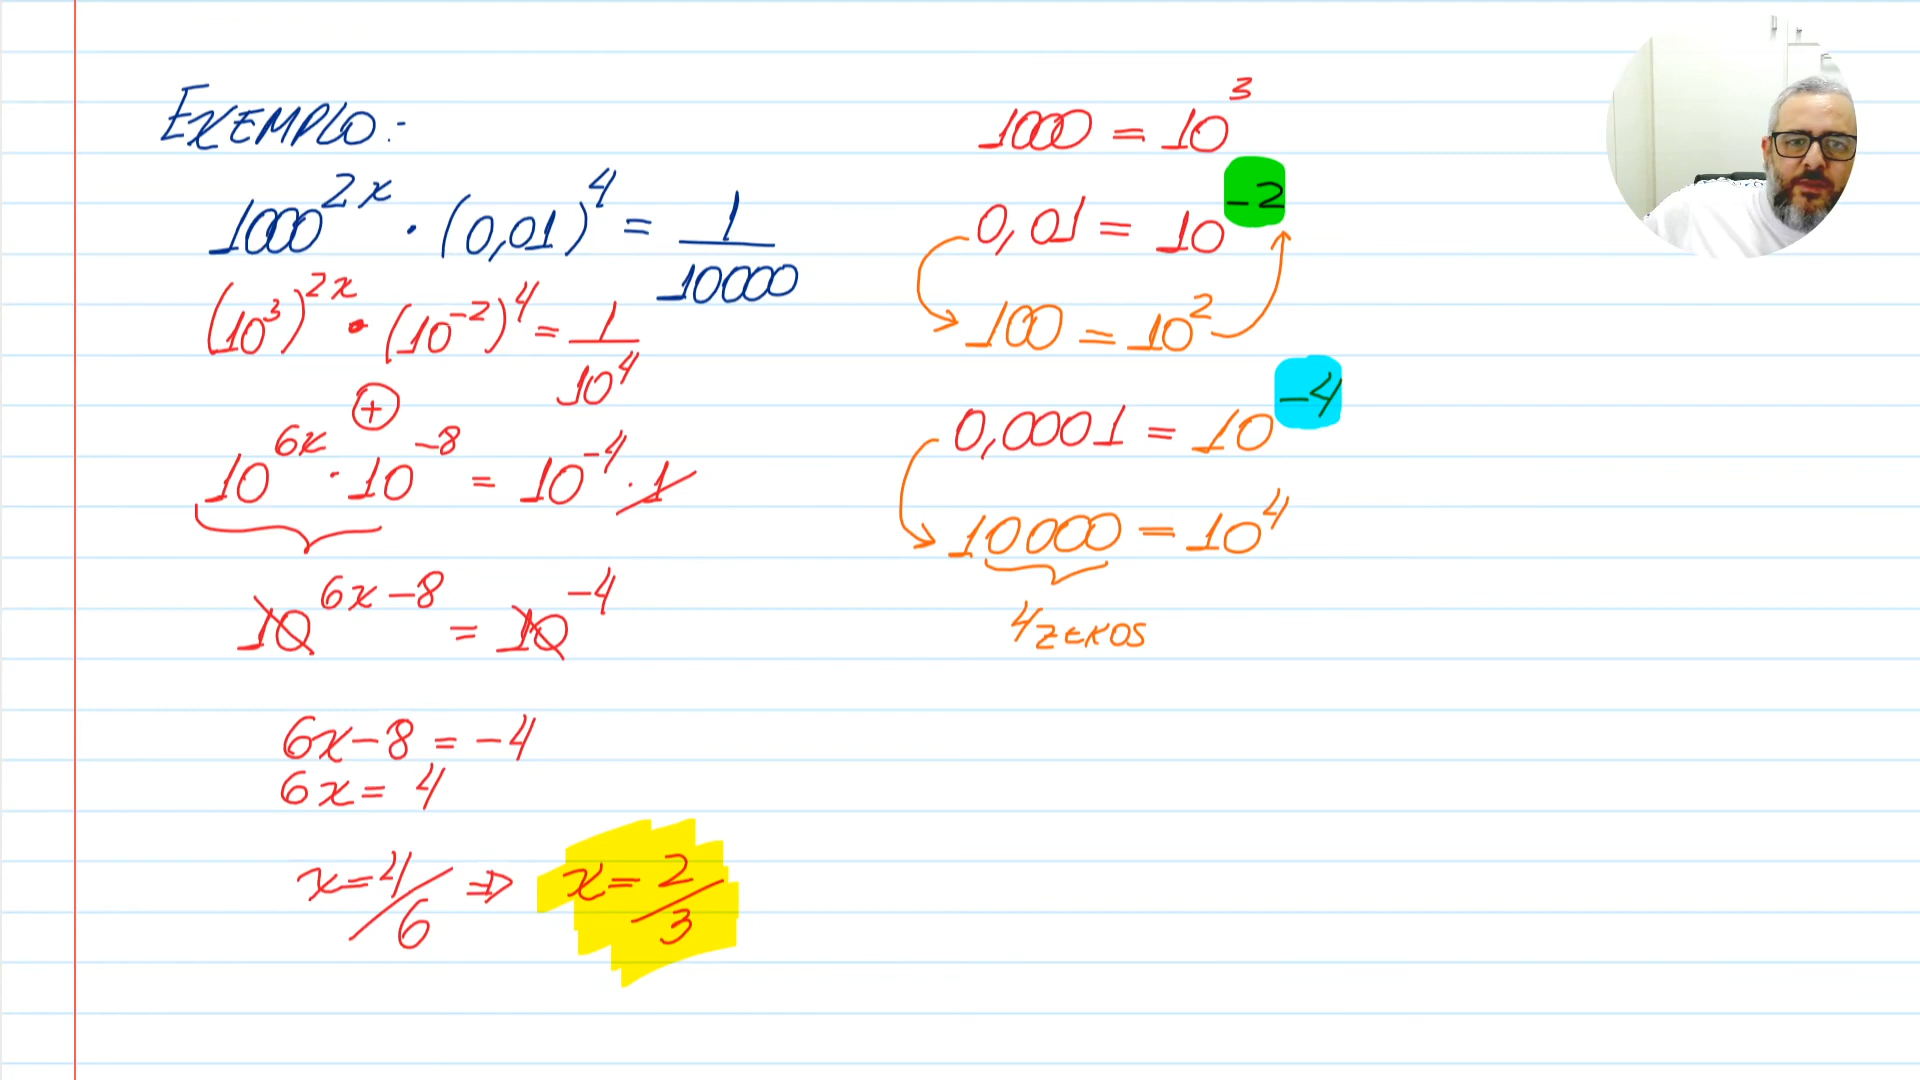 EXEMPLO:
1000^{2x} · (0,01)^4 = 1/10000
(10^3)^{2x} · (10^{-2})^4 = 1/10^4
+
10^{6x} · 10^{-8} = 10^{-4} · 1
10^{6x-8} = 10^{-4}
6x-8 = -4
6x = 4
x = 4/6 ⇒ x = 2/3
1000 = 10^3
0,01 = 10^{-2}
100 = 10^2
0,0001 = 10^{-4}
10000 = 10^4
4 ZEROS